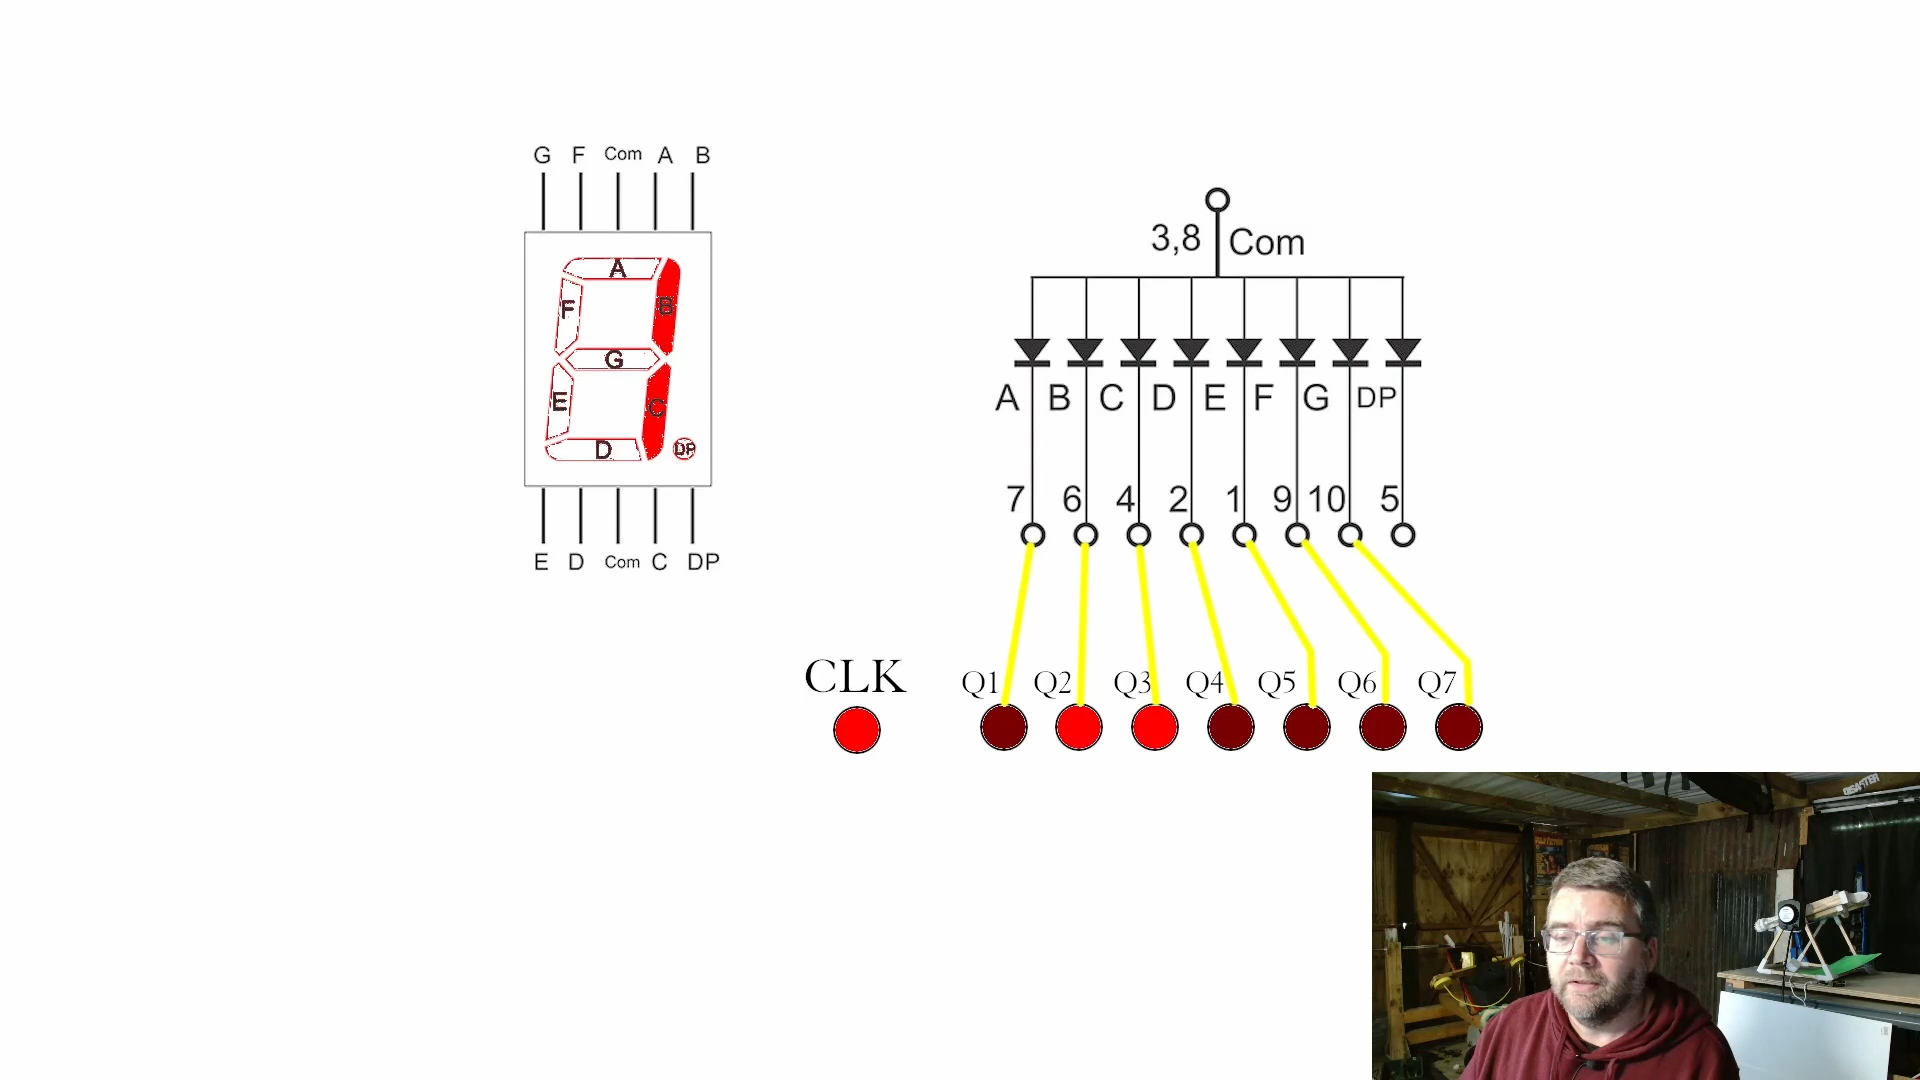 G F Com A B
A
F
B
G
E
C
D
DP
E D Com C DP
3,8 Com
A B C D E F G DP
7 6 4 2 1 9 10 5
CLK
Q1 Q2 Q3 Q4 Q5 Q6 Q7
DISASTER